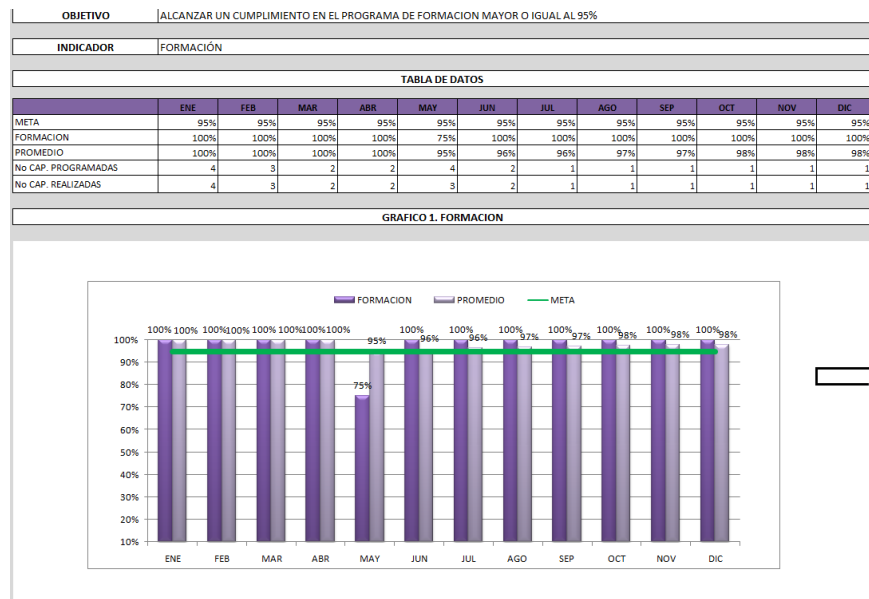 OBJETIVO ALCANZAR UN CUMPLIMIENTO EN EL PROGRAMA DE FORMACION MAYOR O IGUAL AL 95%
INDICADOR FORMACIÓN
TABLA DE DATOS
ENE FEB MAR ABR MAY JUN JUL AGO SEP OCT NOV DIC
META 95% 95% 95% 95% 95% 95% 95% 95% 95% 95% 95% 95%
FORMACION 100% 100% 100% 100% 75% 100% 100% 100% 100% 100% 100% 100%
PROMEDIO 100% 100% 100% 100% 95% 96% 96% 97% 97% 98% 98% 98%
No CAP. PROGRAMADAS 4 3 2 2 4 2 1 1 1 1 1 1
No CAP. REALIZADAS 4 3 2 2 3 2 1 1 1 1 1 1
GRAFICO 1. FORMACION
FORMACION PROMEDIO META
100% 100% 100% 100% 100% 100% 100% 100% 75% 95% 100% 96% 100% 96% 100% 97% 100% 97% 100% 98% 100% 98% 100% 98%
100%
90%
80%
70%
60%
50%
40%
30%
20%
10%
ENE FEB MAR ABR MAY JUN JUL AGO SEP OCT NOV DIC